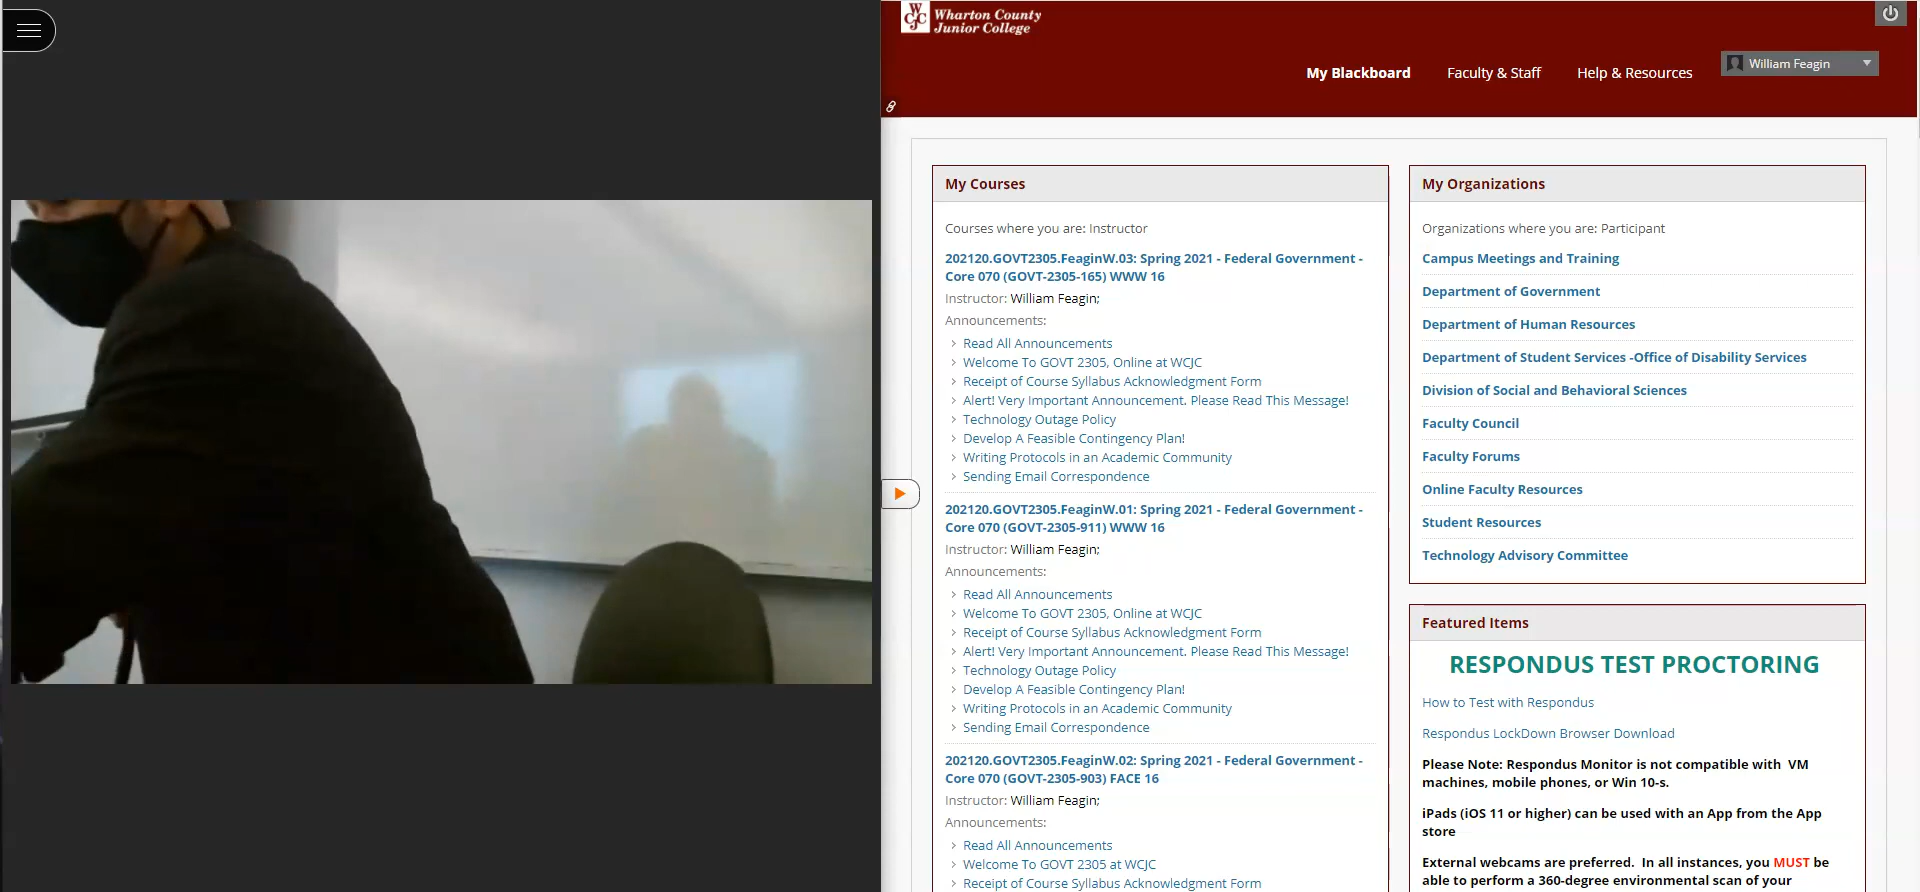 WCJC
Wharton County
Junior College
My Blackboard
Faculty & Staff
Help & Resources
William Feagin
My Courses
Courses where you are: Instructor
202120.GOVT2305.FeaginW.03: Spring 2021 - Federal Government -
Core 070 (GOVT-2305-165) WWW 16
Instructor: William Feagin;
Announcements:
Read All Announcements
Welcome To GOVT 2305, Online at WCJC
Receipt of Course Syllabus Acknowledgment Form
Alert! Very Important Announcement. Please Read This Message!
Technology Outage Policy
Develop A Feasible Contingency Plan!
Writing Protocols in an Academic Community
Sending Email Correspondence
202120.GOVT2305.FeaginW.01: Spring 2021 - Federal Government -
Core 070 (GOVT-2305-911) WWW 16
Instructor: William Feagin;
Announcements:
Read All Announcements
Welcome To GOVT 2305, Online at WCJC
Receipt of Course Syllabus Acknowledgment Form
Alert! Very Important Announcement. Please Read This Message!
Technology Outage Policy
Develop A Feasible Contingency Plan!
Writing Protocols in an Academic Community
Sending Email Correspondence
202120.GOVT2305.FeaginW.02: Spring 2021 - Federal Government -
Core 070 (GOVT-2305-903) FACE 16
Instructor: William Feagin;
Announcements:
Read All Announcements
Welcome To GOVT 2305 at WCJC
Receipt of Course Syllabus Acknowledgment Form
My Organizations
Organizations where you are: Participant
Campus Meetings and Training
Department of Government
Department of Human Resources
Department of Student Services -Office of Disability Services
Division of Social and Behavioral Sciences
Faculty Council
Faculty Forums
Online Faculty Resources
Student Resources
Technology Advisory Committee
Featured Items
RESPONDUS TEST PROCTORING
How to Test with Respondus
Respondus LockDown Browser Download
Please Note: Respondus Monitor is not compatible with VM
machines, mobile phones, or Win 10-s.
iPads (iOS 11 or higher) can be used with an App from the App
store
External webcams are preferred. In all instances, you MUST be
able to perform a 360-degree environmental scan of your